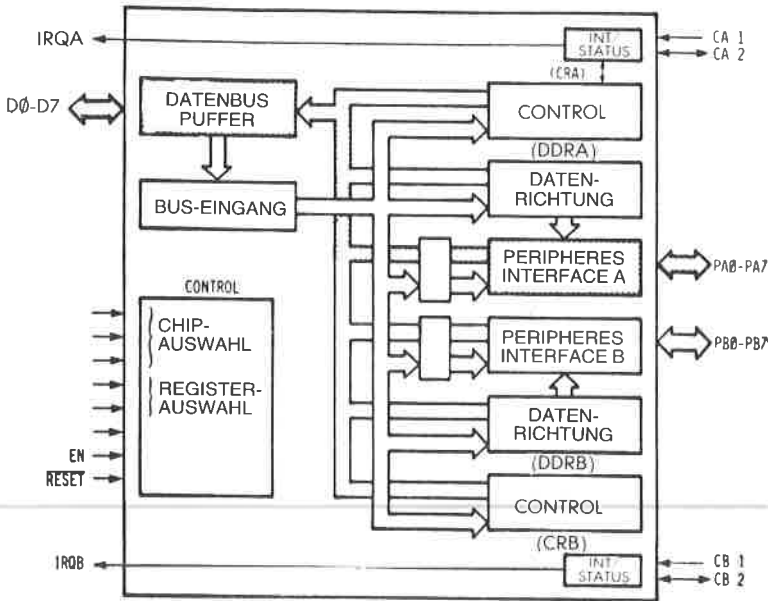 IRQA
INT/
STATUS
CA 1
CA 2
(CRA)
DØ-D7
DATENBUS
PUFFER
CONTROL
(DDRA)
DATEN-
RICHTUNG
BUS-EINGANG
PERIPHERES
INTERFACE A
PAØ-PA7
CONTROL
CHIP-
AUSWAHL
PERIPHERES
INTERFACE B
PBØ-PB7
REGISTER-
AUSWAHL
DATEN-
RICHTUNG
EN
(DDRB)
RESET
CONTROL
(CRB)
IRQB
INT/
STATUS
CB 1
CB 2